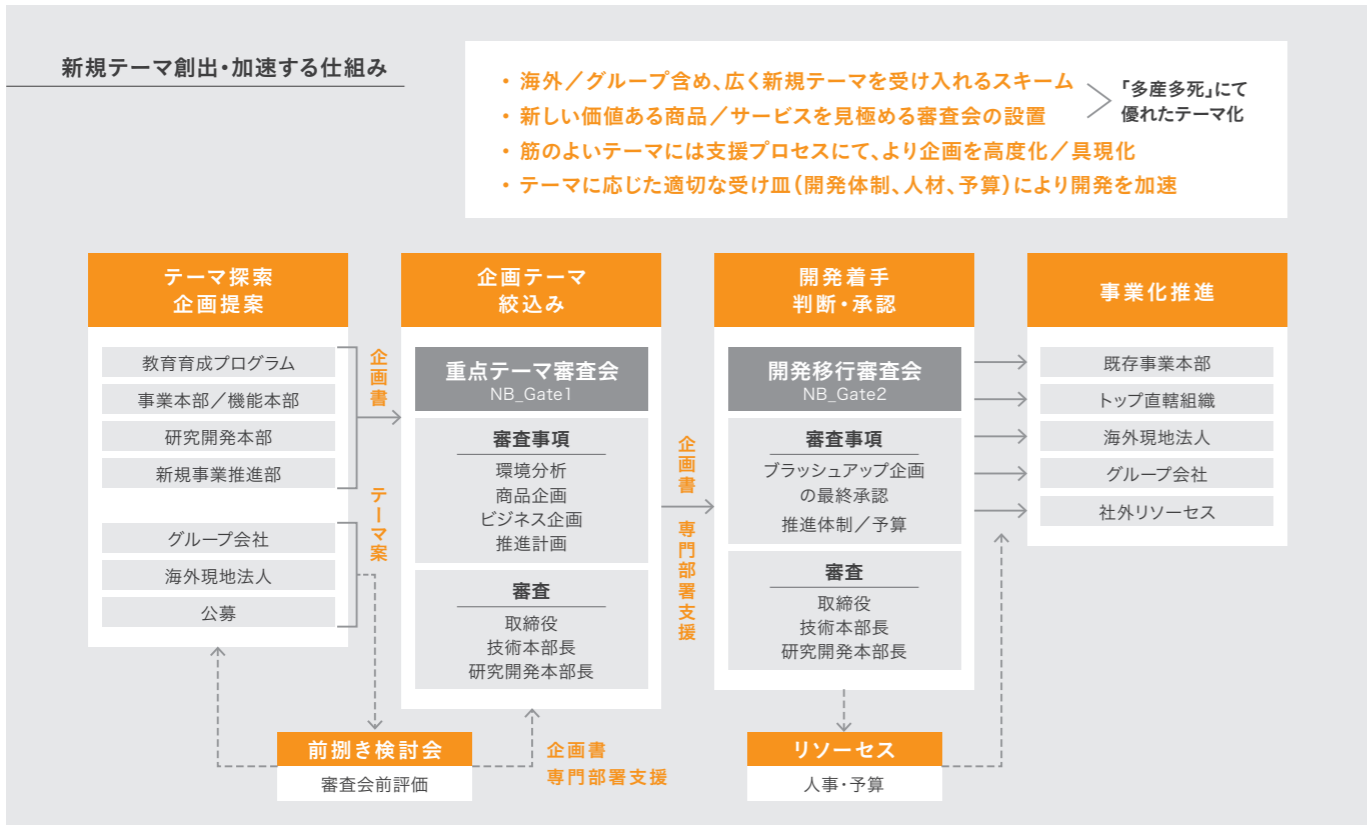 新規テーマ創出・加速する仕組み
・海外／グループ含め、広く新規テーマを受け入れるスキーム
・新しい価値ある商品／サービスを見極める審査会の設置
「多産多死」にて
優れたテーマ化
・筋のよいテーマには支援プロセスにて、より企画を高度化／具現化
・テーマに応じた適切な受け皿（開発体制、人材、予算）により開発を加速
テーマ探索
企画提案
教育育成プログラム
事業本部／機能本部
研究開発本部
新規事業推進部
グループ会社
海外現地法人
公募
企画書
テーマ案
企画テーマ
絞込み
重点テーマ審査会
NB_Gate1
審査事項
環境分析
商品企画
ビジネス企画
推進計画
審査
取締役
技術本部長
研究開発本部長
企画書
専門部署支援
開発着手
判断・承認
開発移行審査会
NB_Gate2
審査事項
ブラッシュアップ企画
の最終承認
推進体制／予算
審査
取締役
技術本部長
研究開発本部長
事業化推進
既存事業本部
トップ直轄組織
海外現地法人
グループ会社
社外リソーセス
前捌き検討会
審査会前評価
企画書
専門部署支援
リソーセス
人事・予算